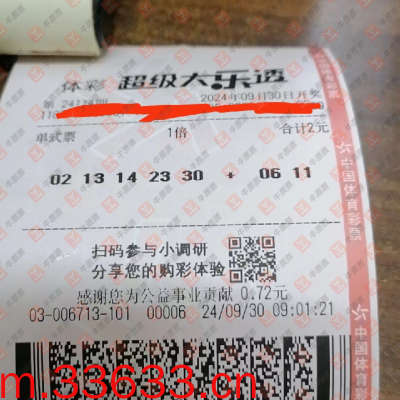 体彩 超级大乐透
2024年09月30日开奖
单式票 1倍 合计2元
02 13 14 23 30 + 06 11
扫码参与小调研
分享您的购彩体验
感谢您为公益事业贡献 0.72元
03-006713-101 00006 24/09/30 09:01:21
中国体育彩票
中国体育彩票
m.33633.cn